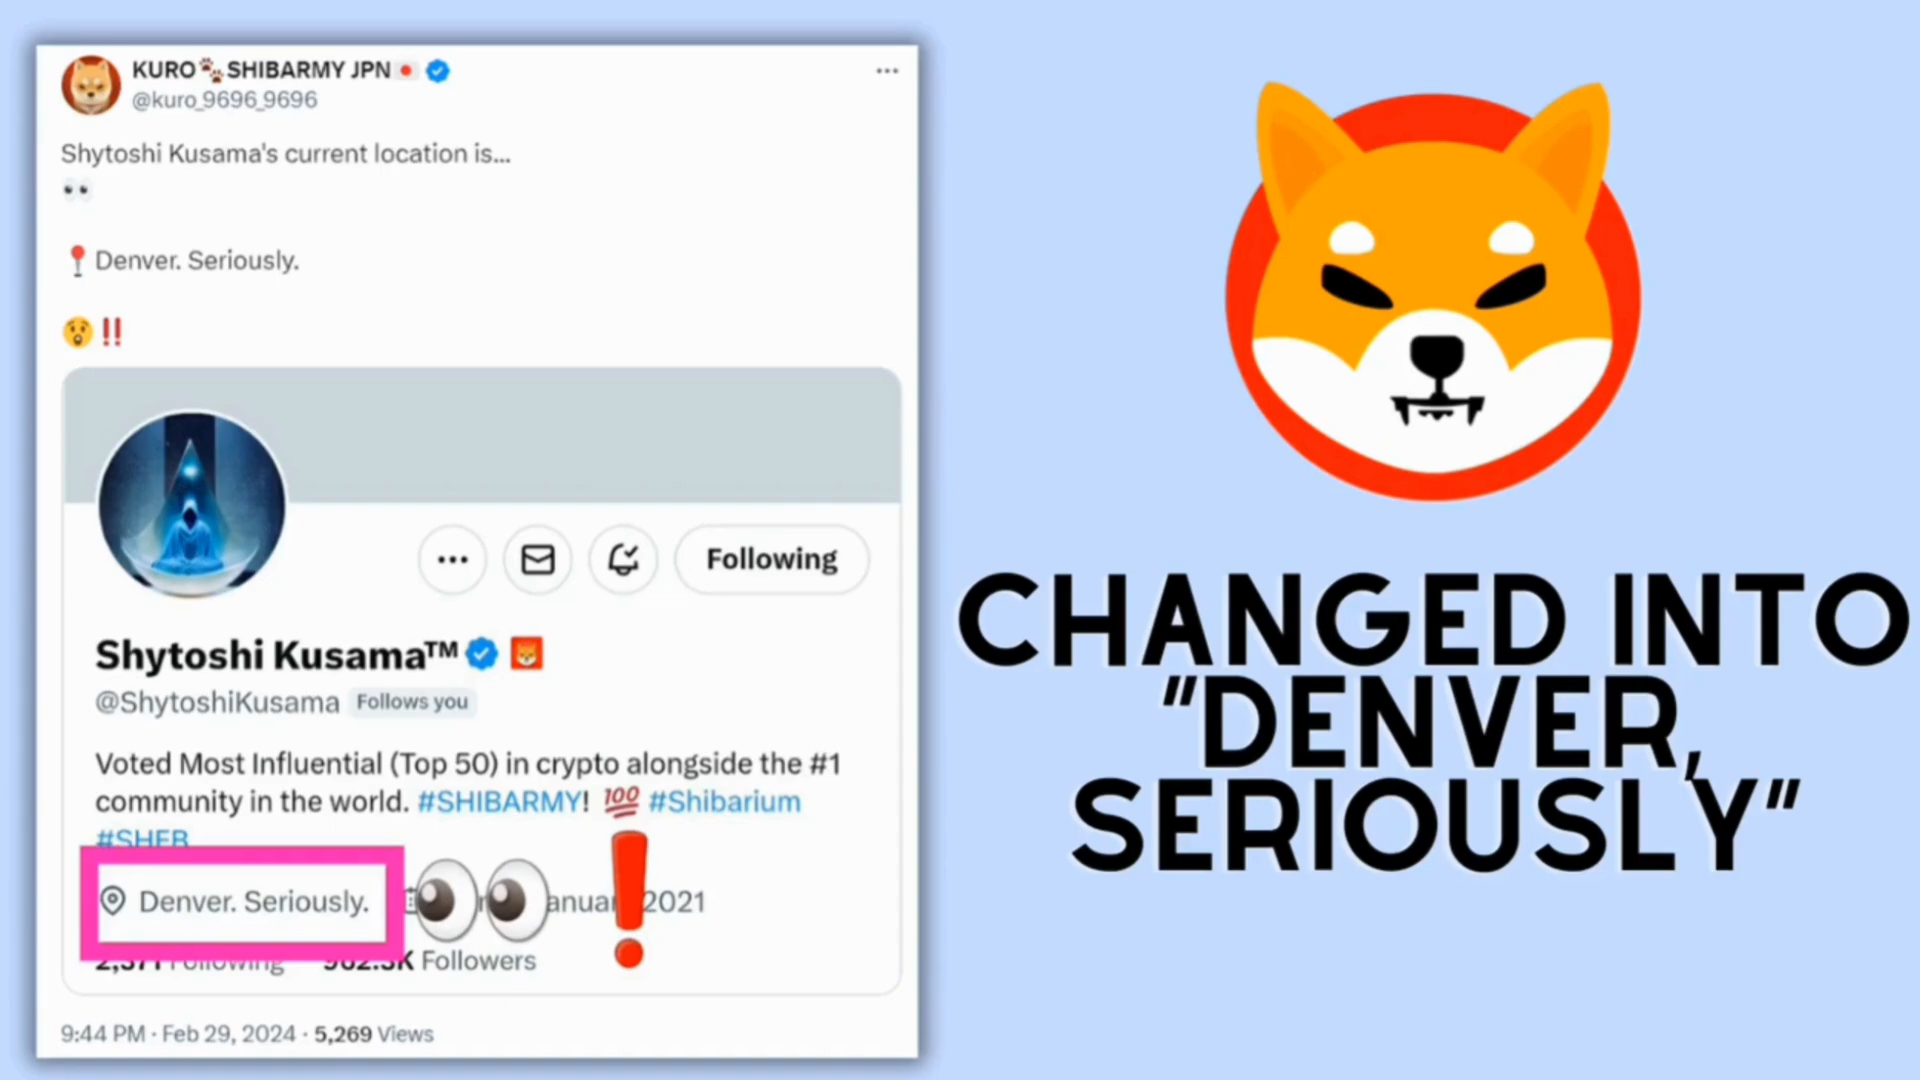 KURO🐾SHIBARMY JPN🇯🇵
@kuro_9696_9696
Shytoshi Kusama's current location is...
👀
📍Denver. Seriously.
😲‼️
Following
Shytoshi Kusama™
@ShytoshiKusama Follows you
Voted Most Influential (Top 50) in crypto alongside the #1
community in the world. #SHIBARMY! 💯 #Shibarium
#SHEB
Denver. Seriously. 2021
Following Followers
9:44 PM · Feb 29, 2024 · 5,269 Views
CHANGED INTO
"DENVER,
SERIOUSLY"